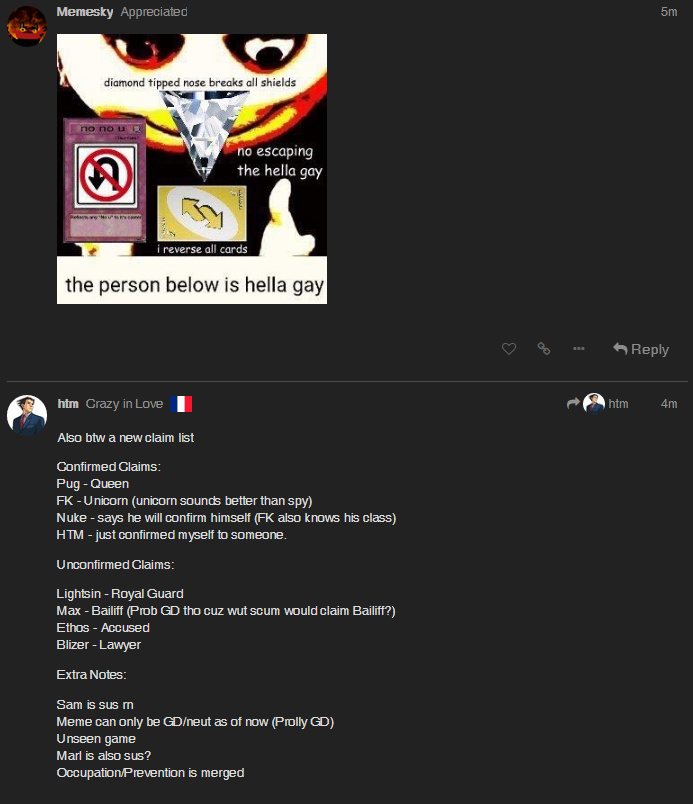 Memesky Appreciated 5m
diamond tipped nose breaks all shields
no no u
no escaping
the hella gay
i reverse all cards
the person below is hella gay
Reply
htm Crazy in Love htm 4m
Also btw a new claim list
Confirmed Claims:
Pug - Queen
FK - Unicorn (unicorn sounds better than spy)
Nuke - says he will confirm himself (FK also knows his class)
HTM - just confirmed myself to someone.
Unconfirmed Claims:
Lightsin - Royal Guard
Max - Bailiff (Prob GD tho cuz wut scum would claim Bailiff?)
Ethos - Accused
Blizer - Lawyer
Extra Notes:
Sam is sus rn
Meme can only be GD/neut as of now (Prolly GD)
Unseen game
Marl is also sus?
Occupation/Prevention is merged